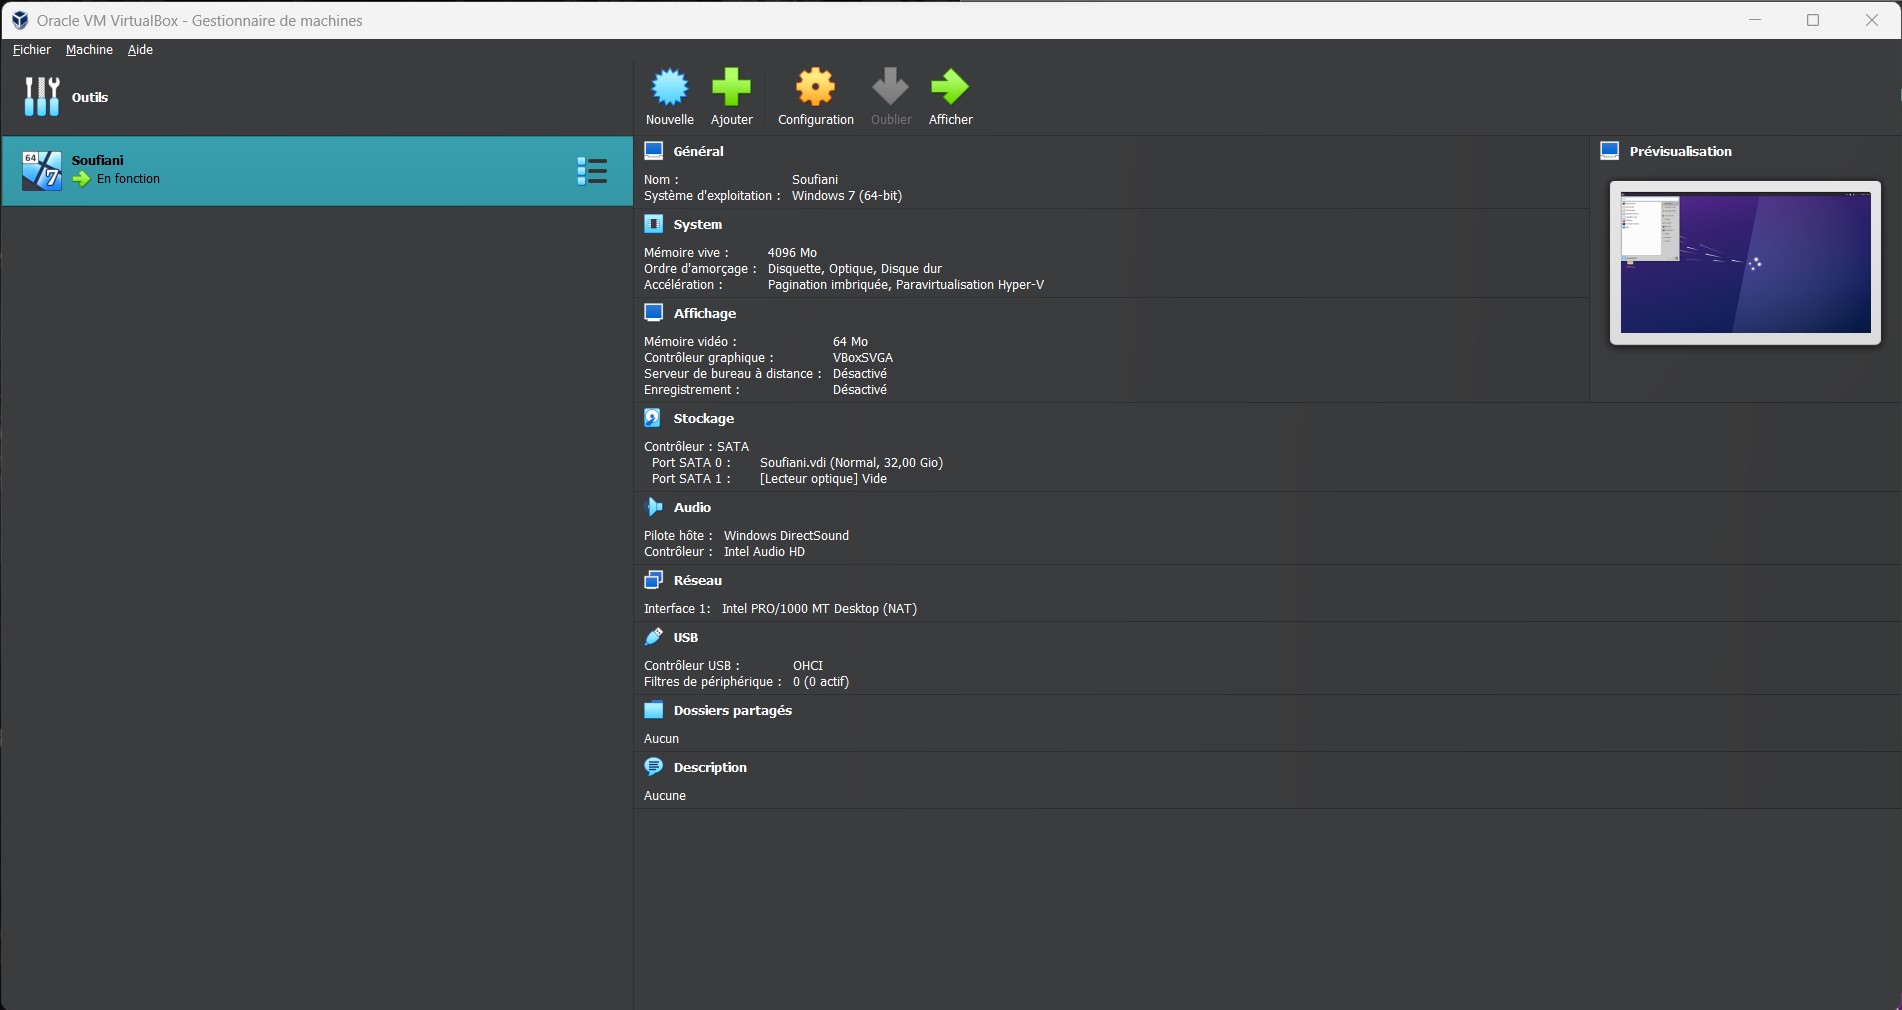 Oracle VM VirtualBox - Gestionnaire de machines
Fichier Machine Aide
Outils
Nouvelle Ajouter Configuration Oublier Afficher
64
7
Soufiani
En fonction
Général
Nom : Soufiani
Système d'exploitation : Windows 7 (64-bit)
Prévisualisation
System
Mémoire vive : 4096 Mo
Ordre d'amorçage : Disquette, Optique, Disque dur
Accélération : Pagination imbriquée, Paravirtualisation Hyper-V
Affichage
Mémoire vidéo : 64 Mo
Contrôleur graphique : VBoxSVGA
Serveur de bureau à distance : Désactivé
Enregistrement : Désactivé
Stockage
Contrôleur : SATA
Port SATA 0 : Soufiani.vdi (Normal, 32,00 Gio)
Port SATA 1 : [Lecteur optique] Vide
Audio
Pilote hôte : Windows DirectSound
Contrôleur : Intel Audio HD
Réseau
Interface 1: Intel PRO/1000 MT Desktop (NAT)
USB
Contrôleur USB : OHCI
Filtres de périphérique : 0 (0 actif)
Dossiers partagés
Aucun
Description
Aucune